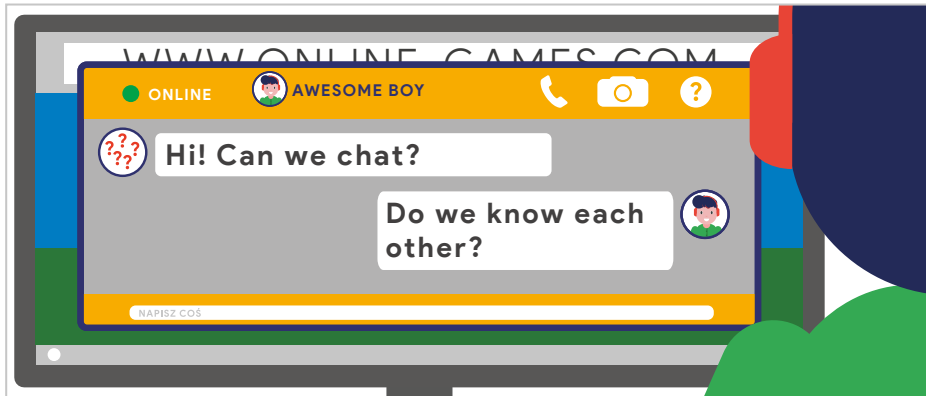 WWW.ONLINE-GAMES.COM
ONLINE
AWESOME BOY
?
???
??
Hi! Can we chat?
Do we know each
other?
NAPISZ COŚ